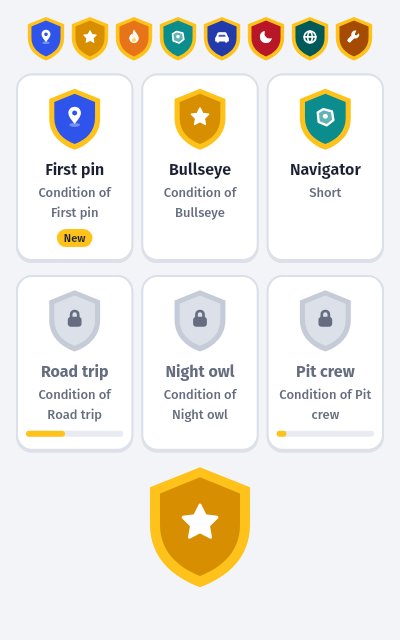 First pin
Condition of
First pin
New
Bullseye
Condition of
Bullseye
Navigator
Short
Road trip
Condition of
Road trip
Night owl
Condition of
Night owl
Pit crew
Condition of Pit
crew